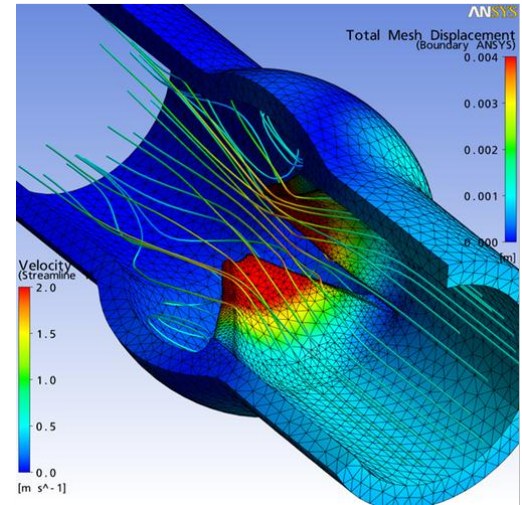 ANSYS
Total Mesh Displacement
(Boundary ANSYS)
0.004
0.003
0.002
0.001
0.000
[m]
Velocity
(Streamline
2.0
1.5
1.0
0.5
0.0
[m s^-1]